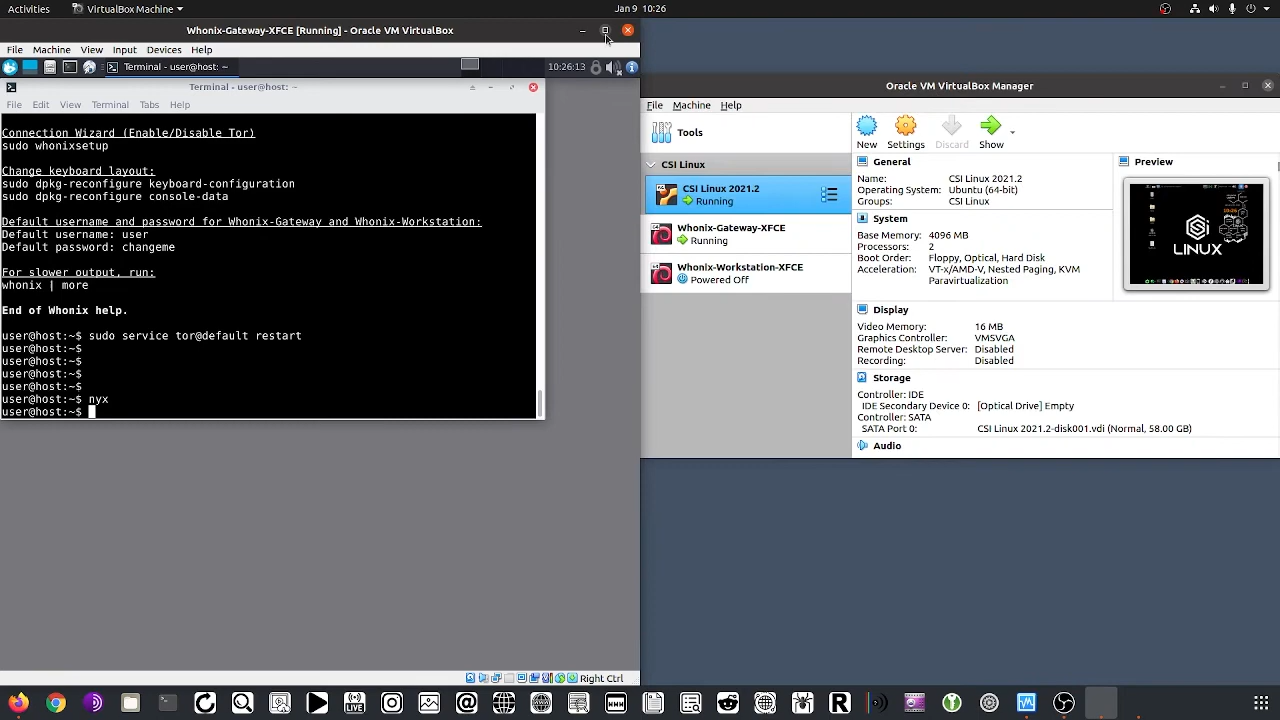 Activities
VirtualBox Machine
Jan 9 10:26
Whonix-Gateway-XFCE [Running] - Oracle VM VirtualBox
File Machine View Input Devices Help
Terminal - user@host: ~
10:26:13
Terminal - user@host: ~
File Edit View Terminal Tabs Help
Connection Wizard (Enable/Disable Tor)
sudo whonixsetup
Change keyboard layout:
sudo dpkg-reconfigure keyboard-configuration
sudo dpkg-reconfigure console-data
Default username and password for Whonix-Gateway and Whonix-Workstation:
Default username: user
Default password: changeme
For slower output, run:
whonix | more
End of Whonix help.
user@host:~$ sudo service tor@default restart
user@host:~$
user@host:~$
user@host:~$
user@host:~$
user@host:~$ nyx
user@host:~$
Right Ctrl
Oracle VM VirtualBox Manager
File Machine Help
Tools
New Settings Discard Show
CSI Linux
CSI Linux 2021.2
Running
Whonix-Gateway-XFCE
Running
Whonix-Workstation-XFCE
Powered Off
General
Name: CSI Linux 2021.2
Operating System: Ubuntu (64-bit)
Groups: CSI Linux
System
Base Memory: 4096 MB
Processors: 2
Boot Order: Floppy, Optical, Hard Disk
Acceleration: VT-x/AMD-V, Nested Paging, KVM
Paravirtualization
Preview
LINUX
Display
Video Memory: 16 MB
Graphics Controller: VMSVGA
Remote Desktop Server: Disabled
Recording: Disabled
Storage
Controller: IDE
IDE Secondary Device 0: [Optical Drive] Empty
Controller: SATA
SATA Port 0: CSI Linux 2021.2-disk001.vdi (Normal, 58.00 GB)
Audio
LIVE
WWW
R